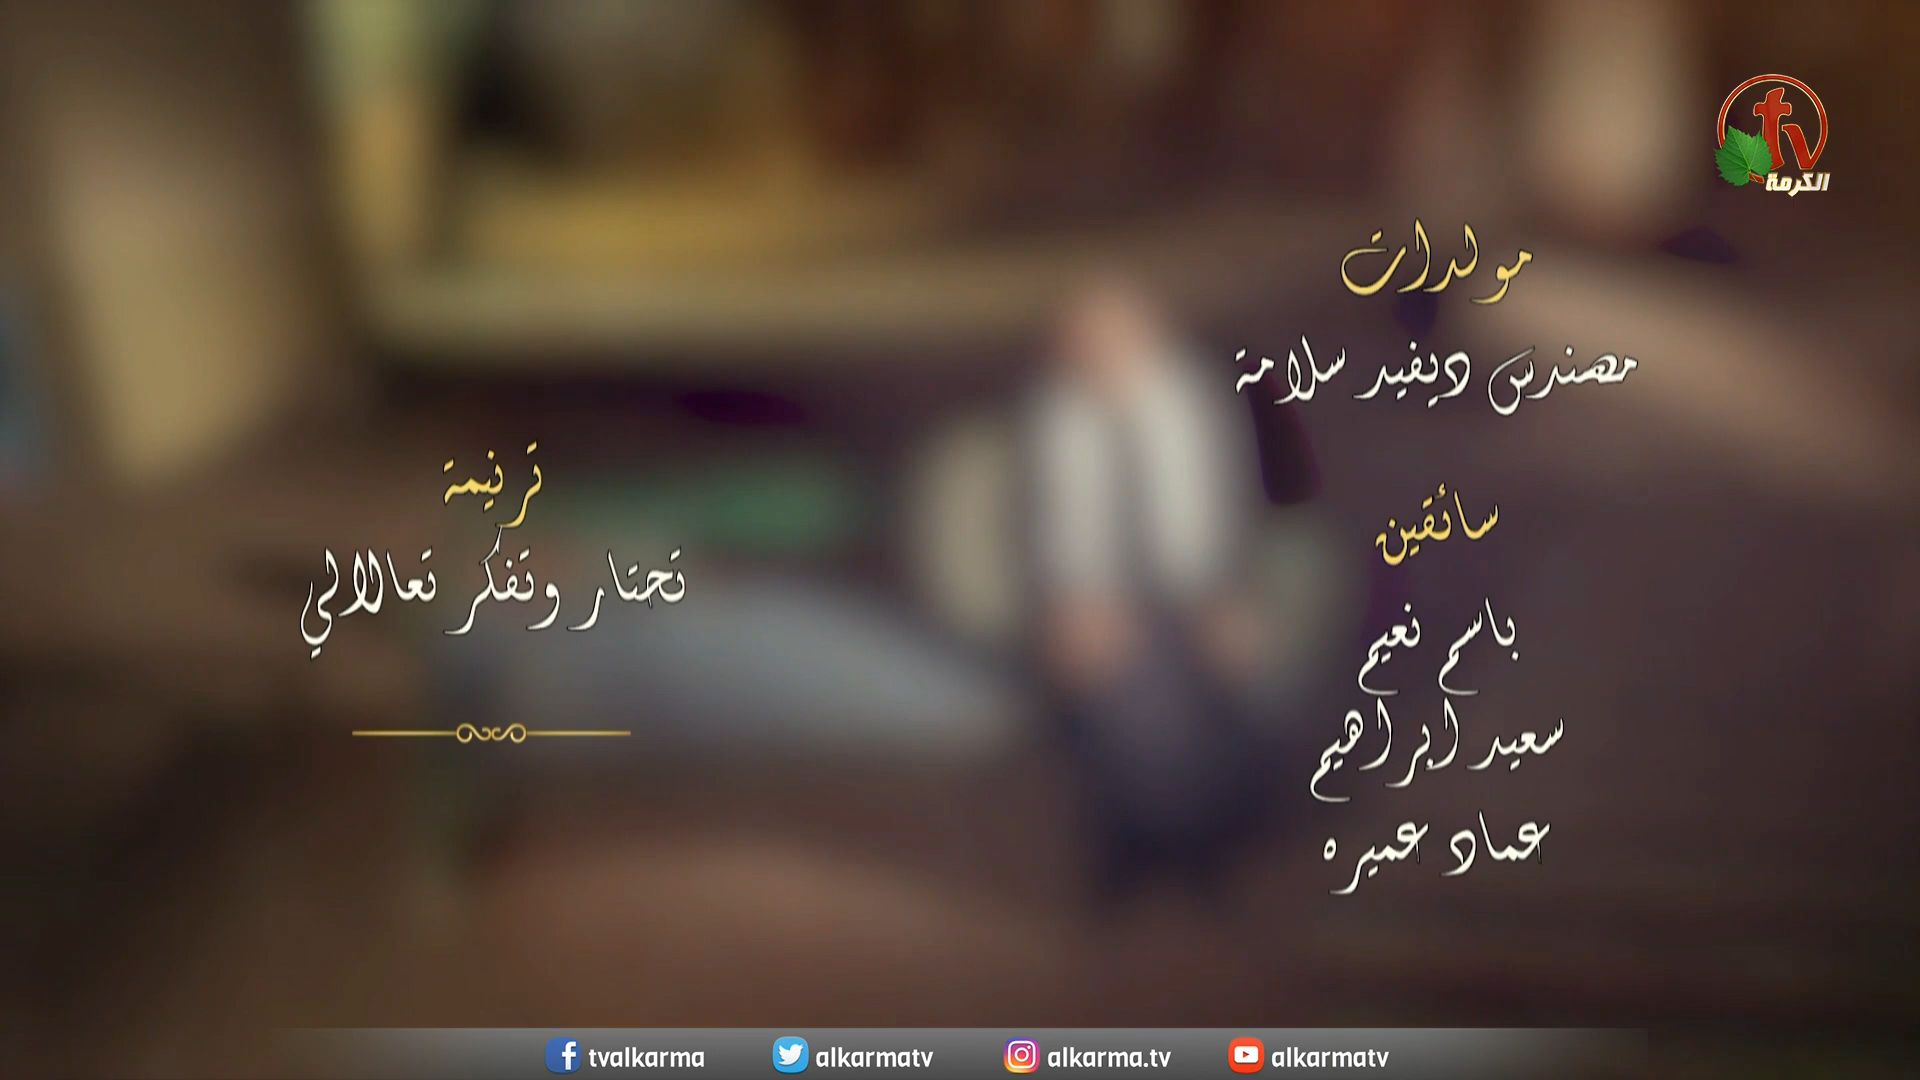 tv
الكرمة
مولدات
مهندس ديفيد سلامة
سائقين
باسم نعيم
سعيد ابراهيم
عماد عميره
ترنيمة
تحتار وتفكر تعالالي
tvalkarma
alkarmatv
alkarma.tv
alkarmatv